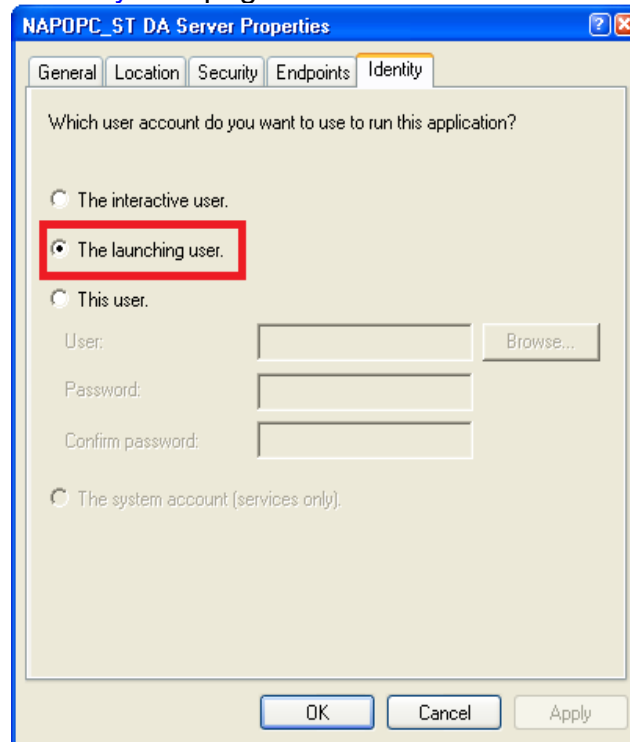 NAPOPC_ST DA Server Properties
General Location Security Endpoints Identity
Which user account do you want to use to run this application?
The interactive user.
The launching user.
This user.
User:
Browse...
Password:
Confirm password:
The system account (services only).
OK Cancel Apply